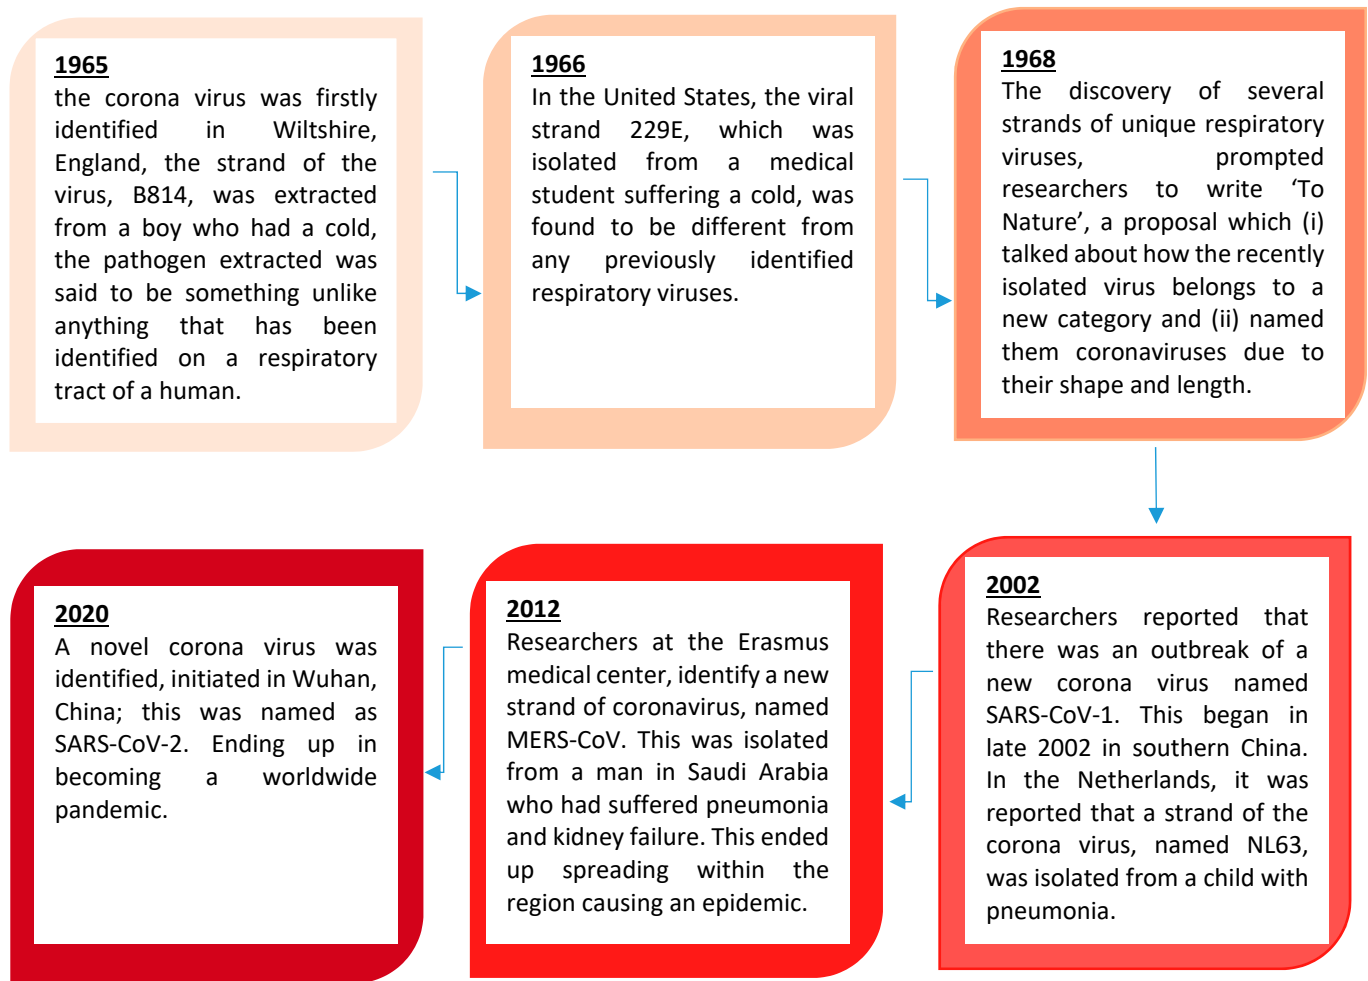 1965
the corona virus was firstly
identified in Wiltshire,
England, the strand of the
virus, B814, was extracted
from a boy who had a cold,
the pathogen extracted was
said to be something unlike
anything that has been
identified on a respiratory
tract of a human.
1966
In the United States, the viral
strand 229E, which was
isolated from a medical
student suffering a cold, was
found to be different from
any previously identified
respiratory viruses.
1968
The discovery of several
strands of unique respiratory
viruses, prompted
researchers to write ‘To
Nature’, a proposal which (i)
talked about how the recently
isolated virus belongs to a
new category and (ii) named
them coronaviruses due to
their shape and length.
2002
Researchers reported that
there was an outbreak of a
new corona virus named
SARS-CoV-1. This began in
late 2002 in southern China.
In the Netherlands, it was
reported that a strand of the
corona virus, named NL63,
was isolated from a child with
pneumonia.
2012
Researchers at the Erasmus
medical center, identify a new
strand of coronavirus, named
MERS-CoV. This was isolated
from a man in Saudi Arabia
who had suffered pneumonia
and kidney failure. This ended
up spreading within the
region causing an epidemic.
2020
A novel corona virus was
identified, initiated in Wuhan,
China; this was named as
SARS-CoV-2. Ending up in
becoming a worldwide
pandemic.